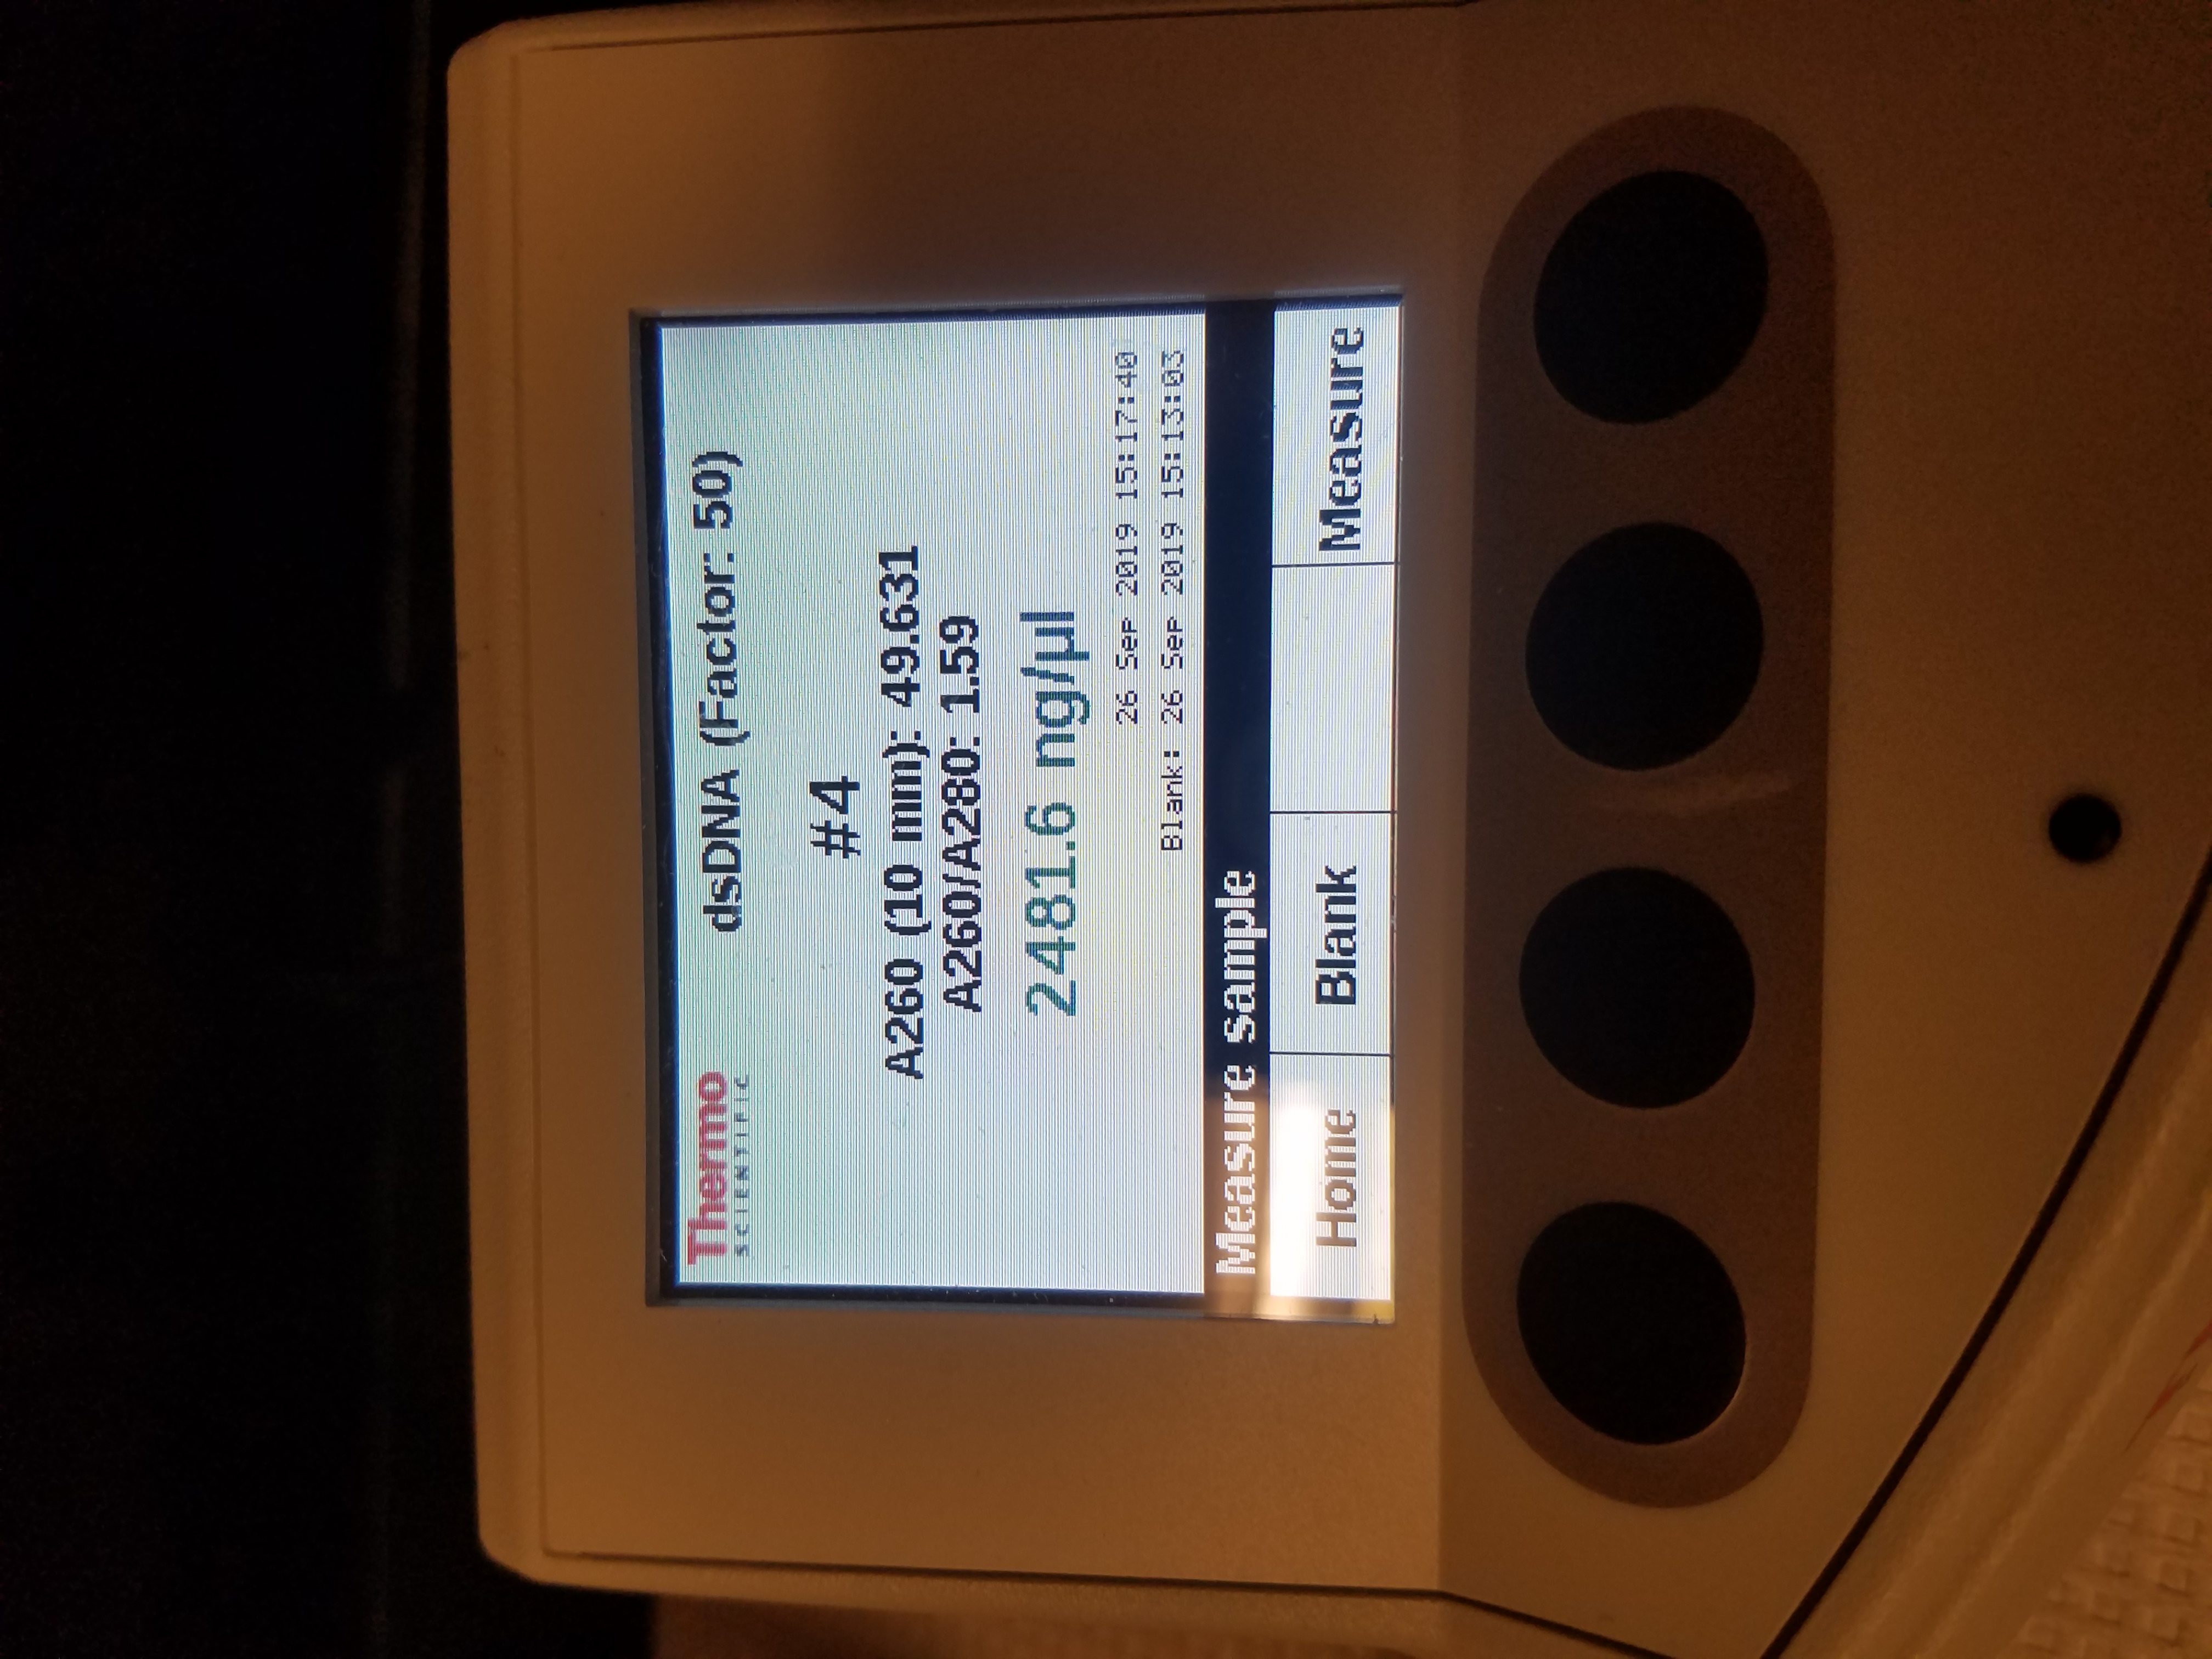 Thermo
SCIENTIFIC
dsDNA (Factor: 50)
#4
A260 (10 mm): 49.631
A260/A280: 1.59
2481.6 ng/µl
26 Sep 2019 15:17:40
Blank: 26 Sep 2019 15:13:03
Measure sample
Home
Blank
Measure